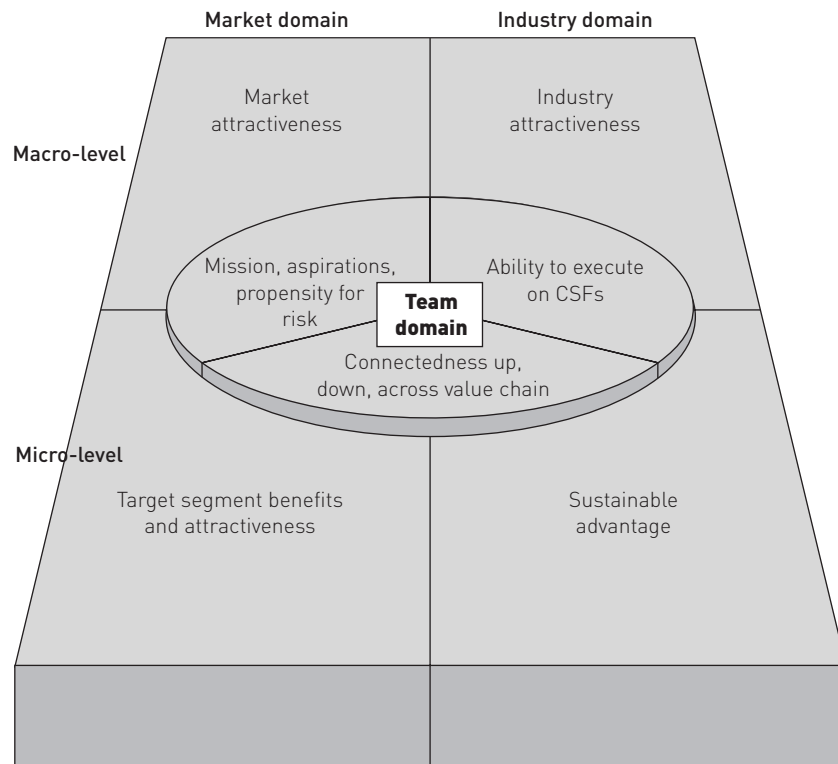 Market domain
Industry domain
Market
attractiveness
Industry
attractiveness
Macro-level
Mission, aspirations,
propensity for
risk
Ability to execute
on CSFs
Team
domain
Connectedness up,
down, across value chain
Micro-level
Target segment benefits
and attractiveness
Sustainable
advantage